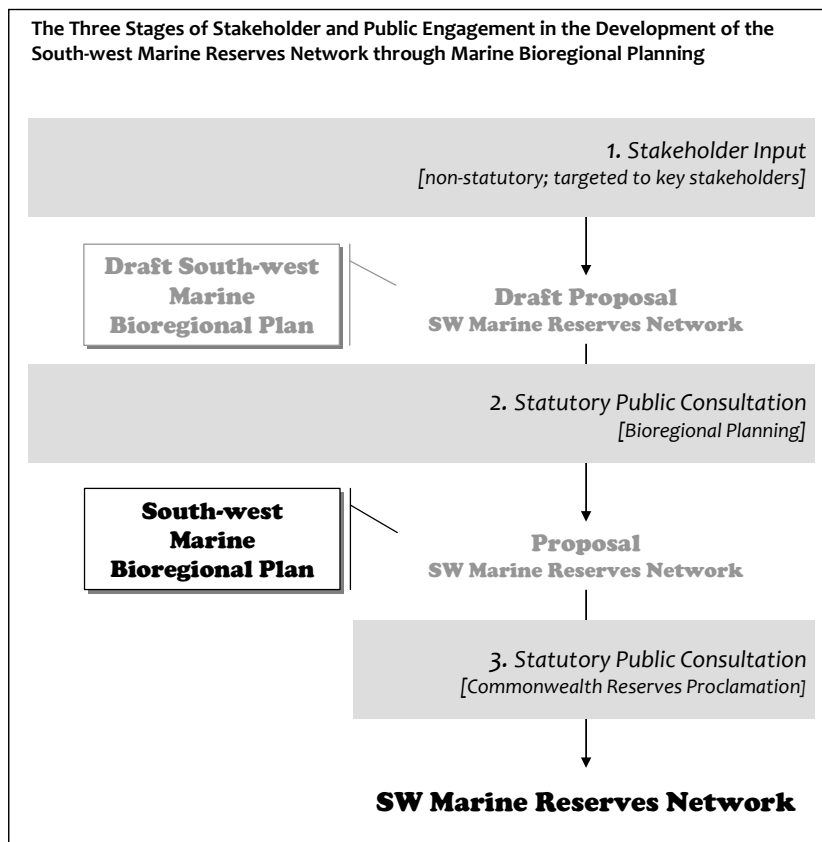 The Three Stages of Stakeholder and Public Engagement in the Development of the
South-west Marine Reserves Network through Marine Bioregional Planning
1. Stakeholder Input
[non-statutory; targeted to key stakeholders]
Draft South-west
Marine
Bioregional Plan
Draft Proposal
SW Marine Reserves Network
2. Statutory Public Consultation
[Bioregional Planning]
South-west
Marine
Bioregional Plan
Proposal
SW Marine Reserves Network
3. Statutory Public Consultation
[Commonwealth Reserves Proclamation]
SW Marine Reserves Network